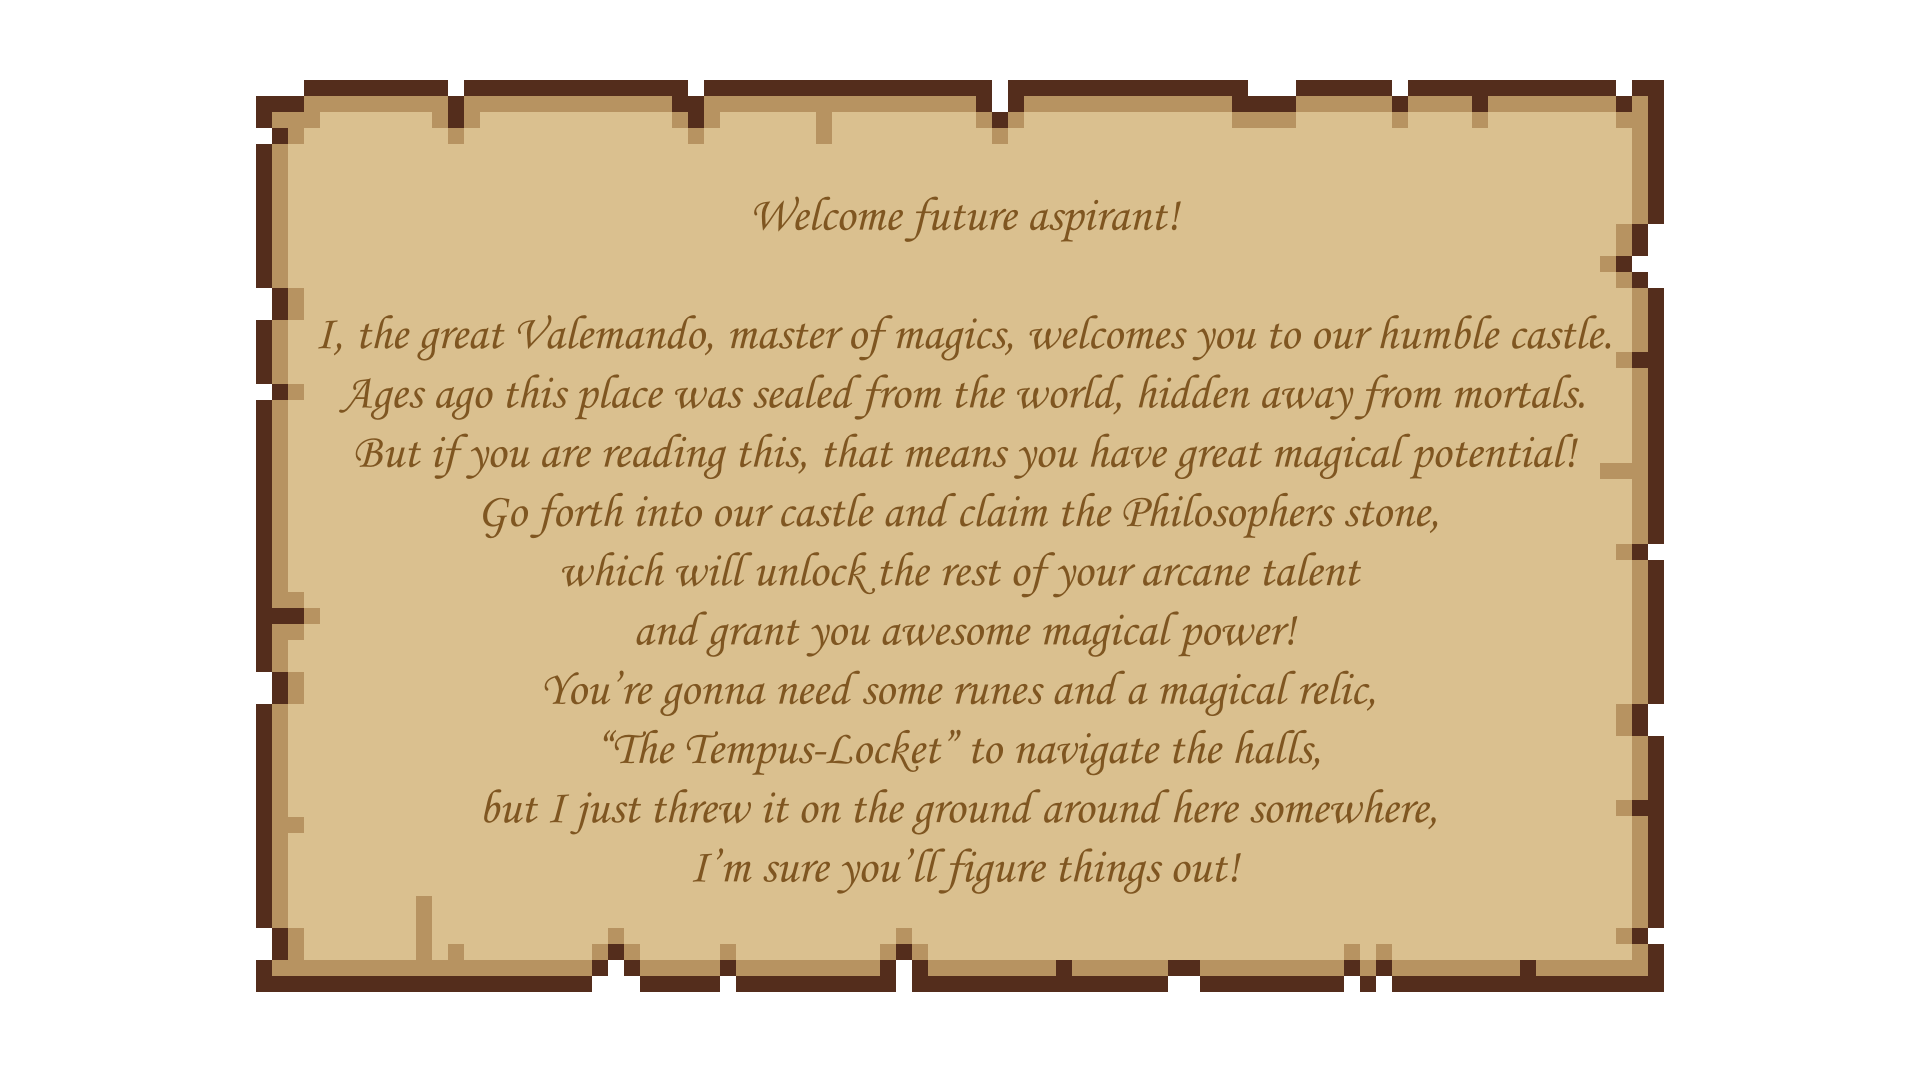 Welcome future aspirant!
I, the great Valemando, master of magics, welcomes you to our humble castle.
Ages ago this place was sealed from the world, hidden away from mortals.
But if you are reading this, that means you have great magical potential!
Go forth into our castle and claim the Philosophers stone,
which will unlock the rest of your arcane talent
and grant you awesome magical power!
You’re gonna need some runes and a magical relic,
“The Tempus-Locket” to navigate the halls,
but I just threw it on the ground around here somewhere,
I’m sure you’ll figure things out!